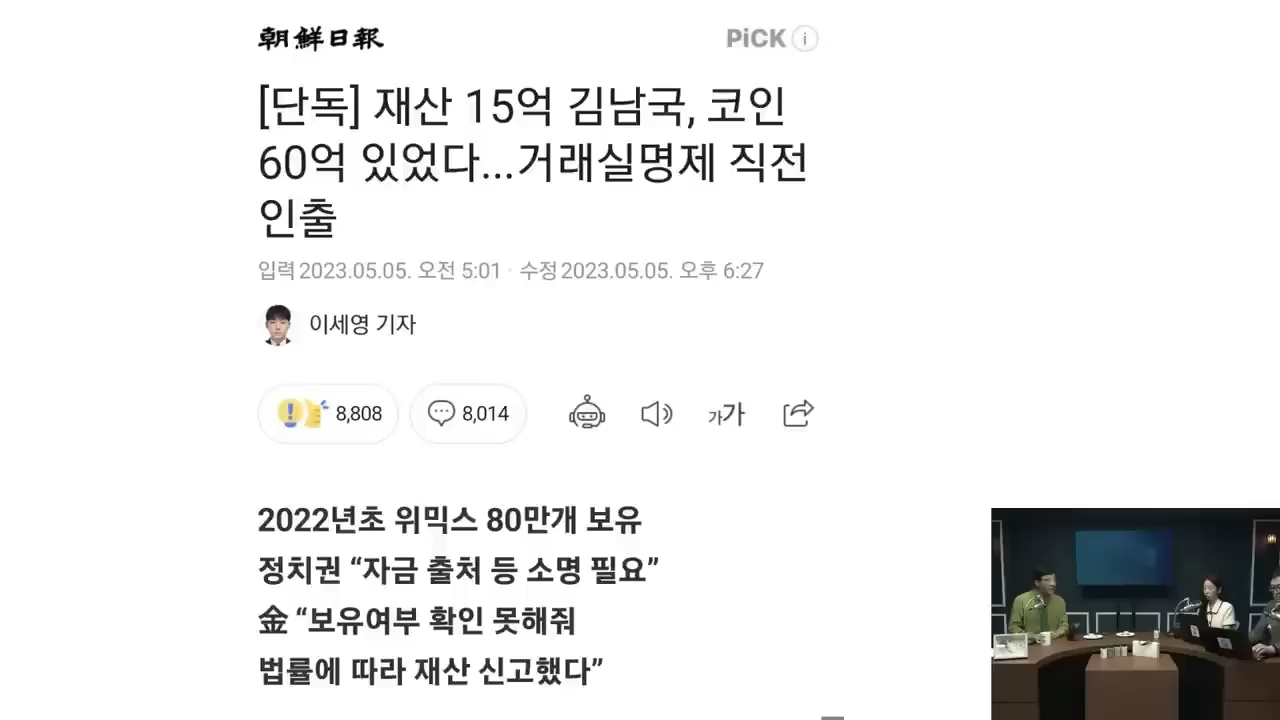 朝鮮日報
PiCK i
[단독] 재산 15억 김남국, 코인
60억 있었다...거래실명제 직전
인출
입력 2023.05.05. 오전 5:01 · 수정 2023.05.05. 오후 6:27
이세영 기자
8,808
8,014
가가
2022년초 위믹스 80만개 보유
정치권 “자금 출처 등 소명 필요”
金 “보유여부 확인 못해줘
법률에 따라 재산 신고했다”